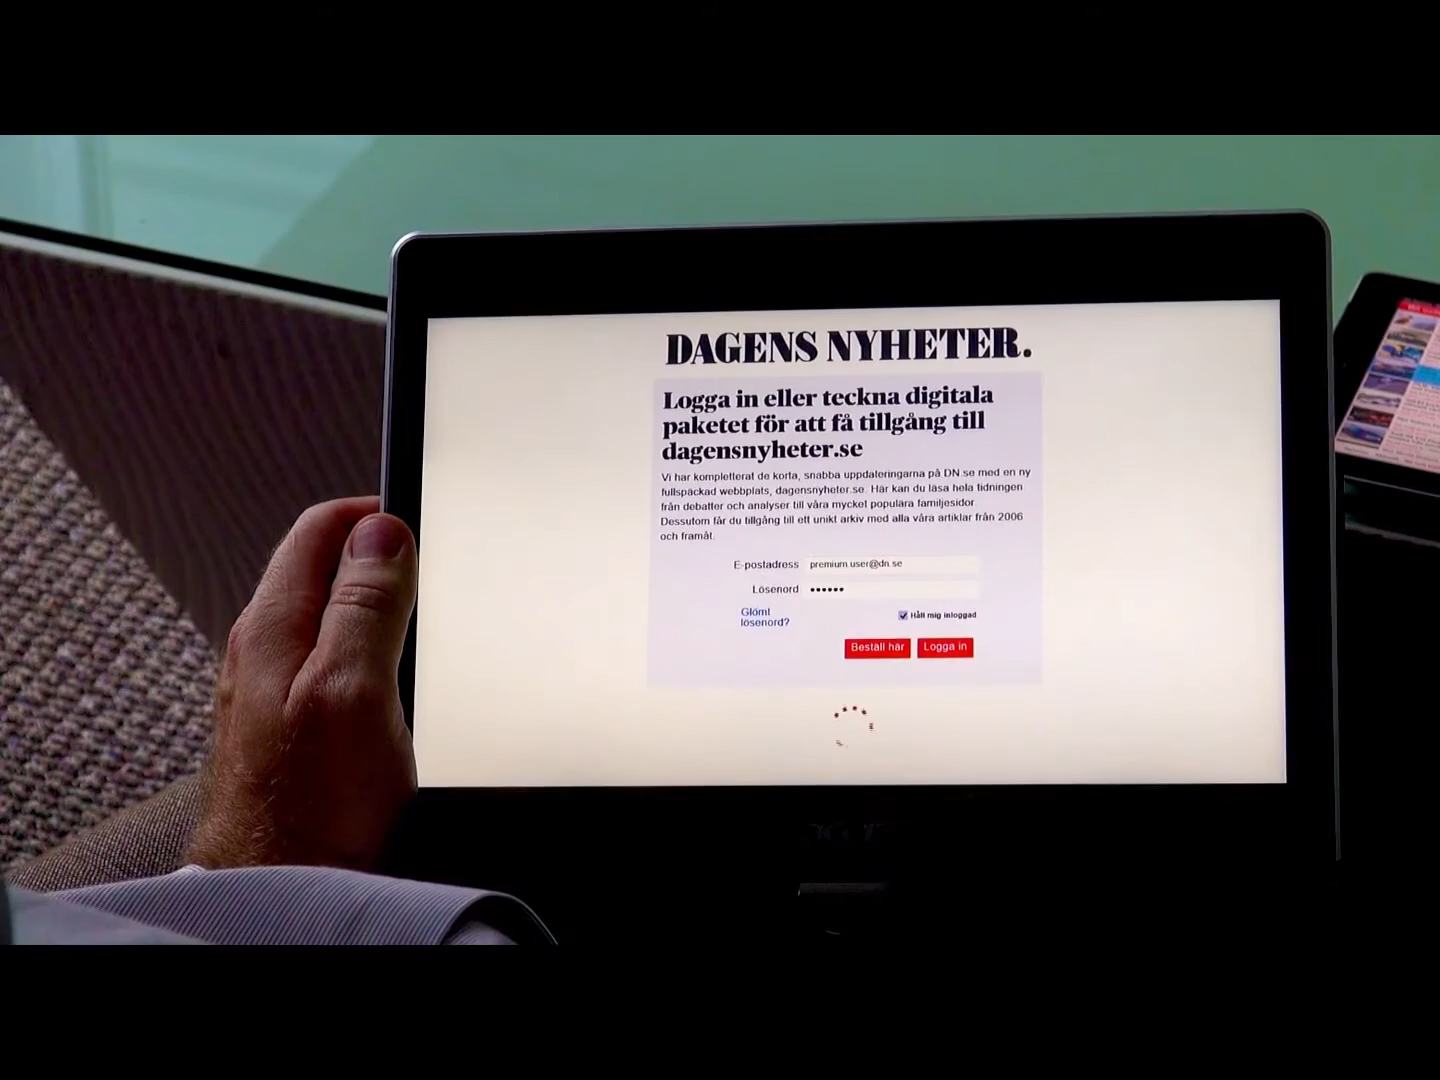 DAGENS NYHETER.
Logga in eller teckna digitala
paketet för att få tillgång till
dagensnyheter.se
Vi har kompletterat de korta, snabba uppdateringarna på DN.se med en ny
fullspäckad webbplats, dagensnyheter.se. Här kan du läsa hela tidningen
från debatter och analyser till våra mycket populära familjesidor.
Dessutom får du tillgång till ett unikt arkiv med alla våra artiklar från 2006
och framåt.
E-postadress premium.user@dn.se
Lösenord ••••••
Glömt
lösenord?
Håll mig inloggad
Beställ här Logga in